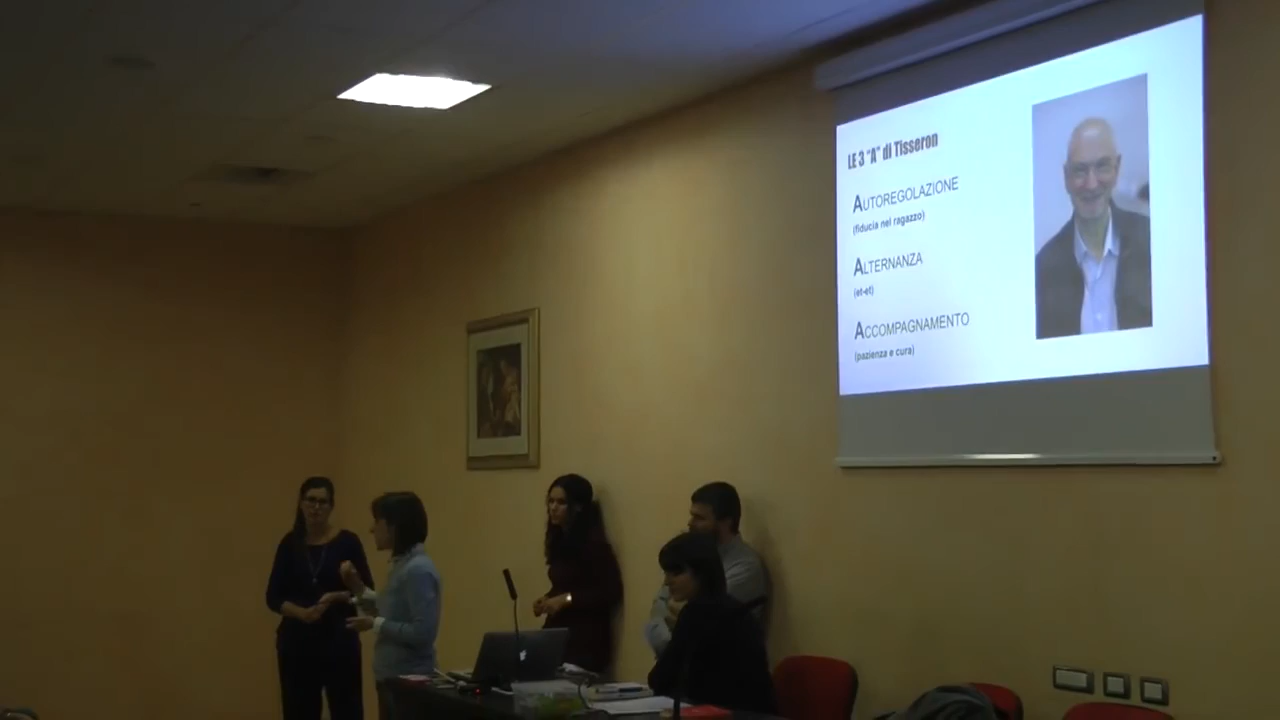 LE 3 "A" di Tisseron
AUTOREGOLAZIONE
(fiducia nel ragazzo)
ALTERNANZA
(et-et)
ACCOMPAGNAMENTO
(pazienza e cura)